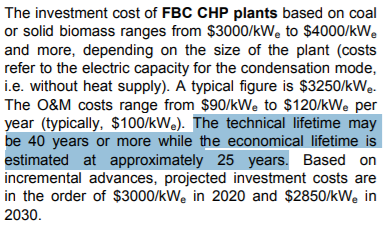 The investment cost of FBC CHP plants based on coal
or solid biomass ranges from $3000/kWₑ to $4000/kWₑ
and more, depending on the size of the plant (costs
refer to the electric capacity for the condensation mode,
i.e. without heat supply). A typical figure is $3250/kWₑ.
The O&M costs range from $90/kWₑ to $120/kWₑ per
year (typically, $100/kWₑ). The technical lifetime may
be 40 years or more while the economical lifetime is
estimated at approximately 25 years. Based on
incremental advances, projected investment costs are
in the order of $3000/kWₑ in 2020 and $2850/kWₑ in
2030.